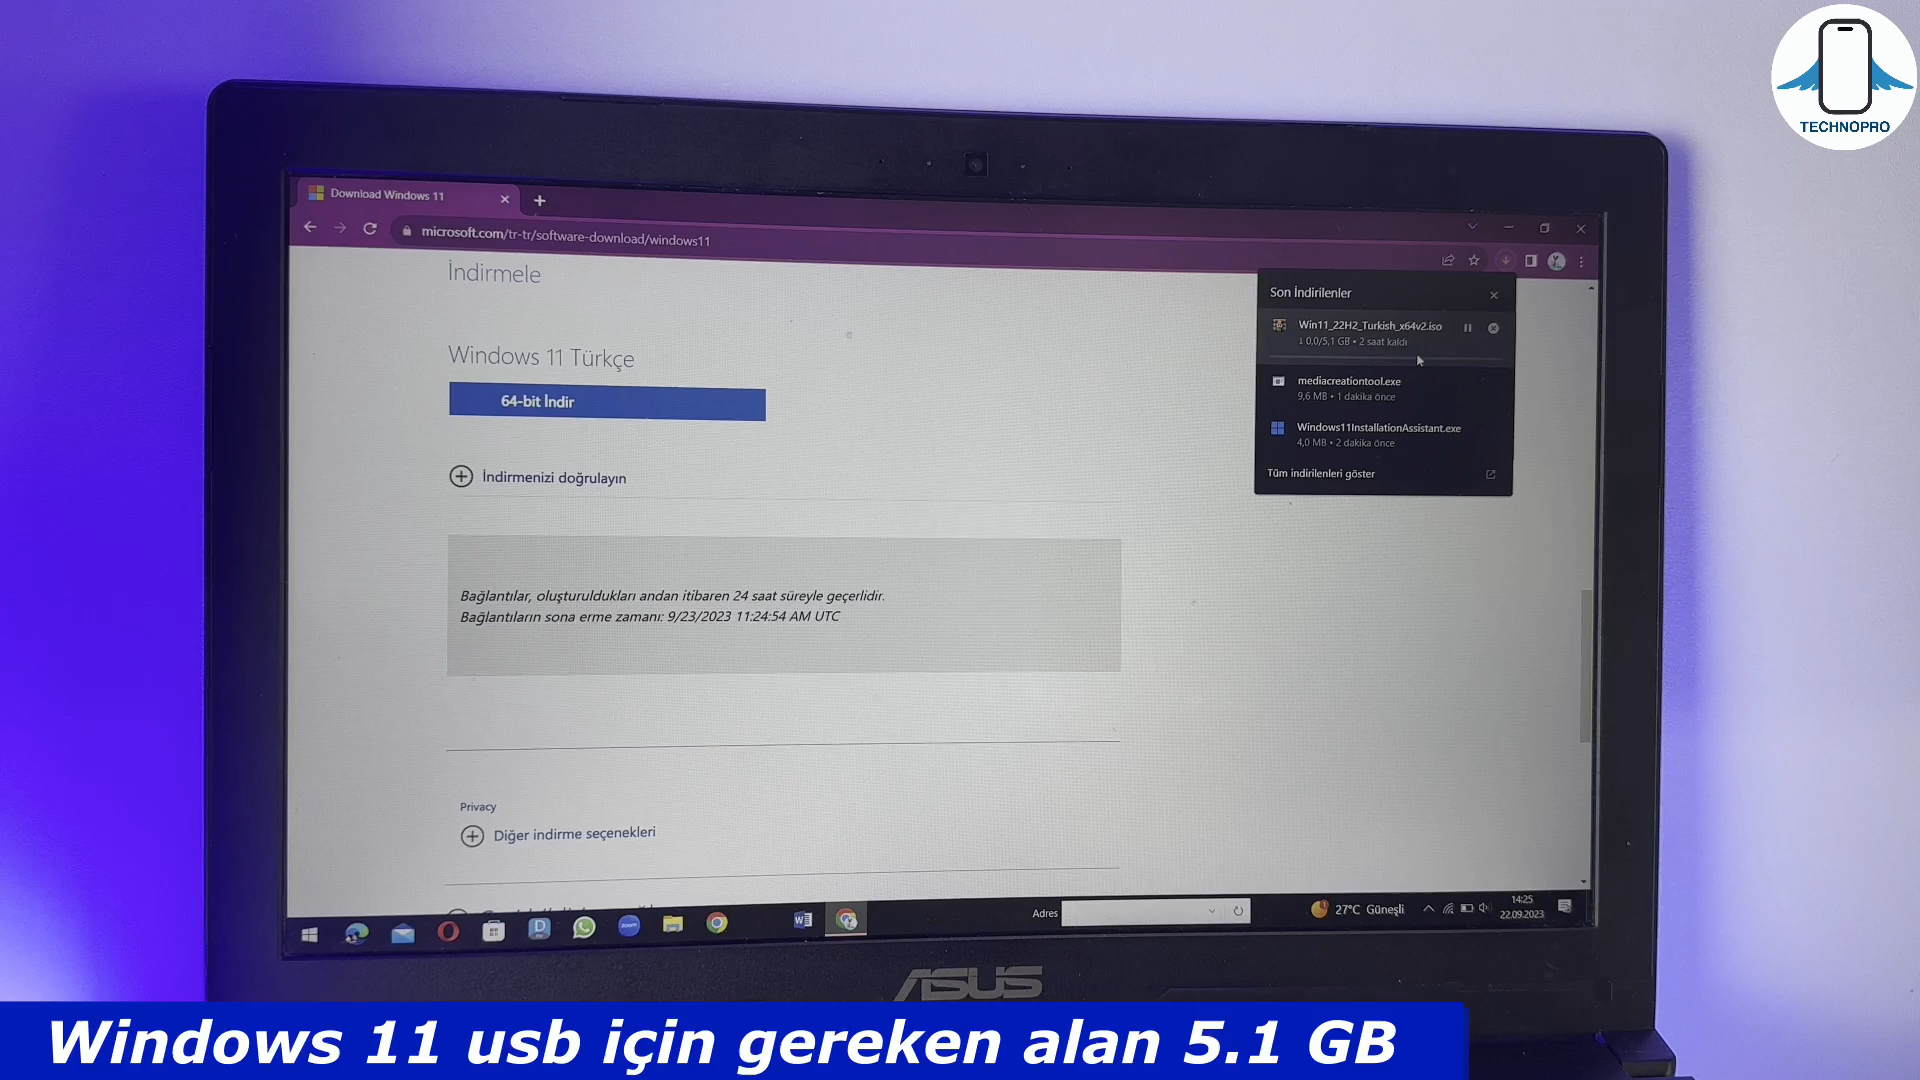 TECHNOPRO
Download Windows 11
microsoft.com/tr-tr/software-download/windows11
İndirmele
Son İndirilenler
Win11_22H2_Turkish_x64v2.iso
↓ 0,0/5,1 GB • 2 saat kaldı
mediacreationtool.exe
9,6 MB • 1 dakika önce
Windows11InstallationAssistant.exe
4,0 MB • 2 dakika önce
Tüm indirilenleri göster
Windows 11 Türkçe
64-bit İndir
İndirmenizi doğrulayın
Bağlantılar, oluşturuldukları andan itibaren 24 saat süreyle geçerlidir.
Bağlantıların sona erme zamanı: 9/23/2023 11:24:54 AM UTC
Privacy
Diğer indirme seçenekleri
zoom
Adres
27°C Güneşli
14:25
22.09.2023
ASUS
Windows 11 usb için gereken alan 5.1 GB